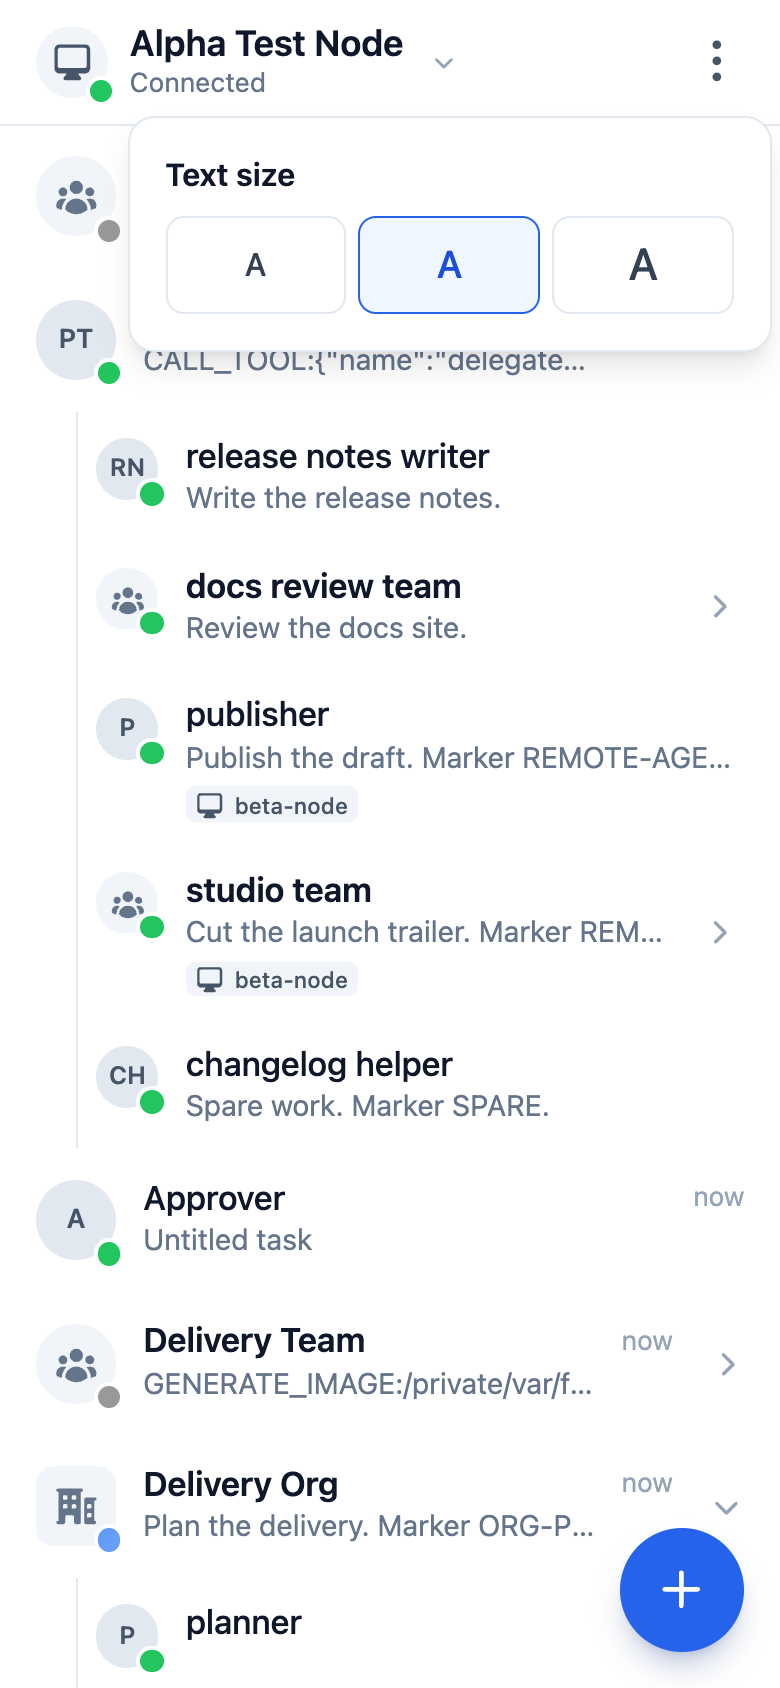 Alpha Test Node
Connected
Text size
A
A
A
PT
CALL_TOOL:{"name":"delegate...
RN
release notes writer
Write the release notes.
docs review team
Review the docs site.
P
publisher
Publish the draft. Marker REMOTE-AGE...
beta-node
studio team
Cut the launch trailer. Marker REM...
beta-node
CH
changelog helper
Spare work. Marker SPARE.
A
Approver
now
Untitled task
Delivery Team
now
GENERATE_IMAGE:/private/var/f...
Delivery Org
now
Plan the delivery. Marker ORG-P...
P
planner